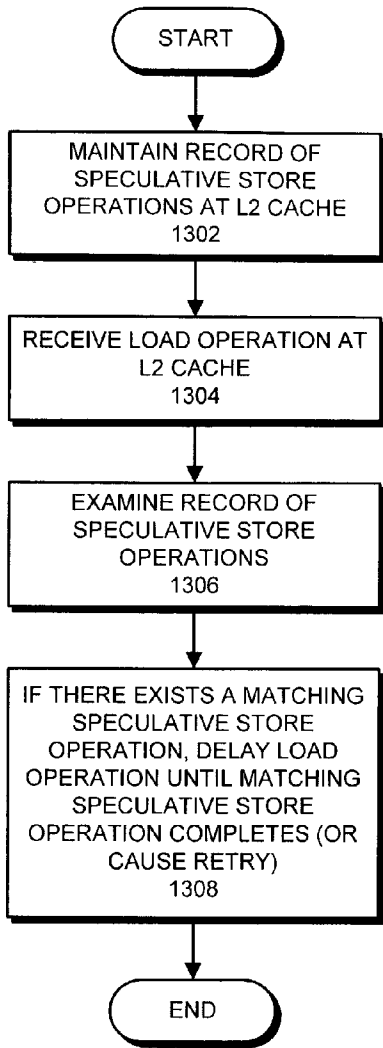 START
MAINTAIN RECORD OF
SPECULATIVE STORE
OPERATIONS AT L2 CACHE
1302
RECEIVE LOAD OPERATION AT
L2 CACHE
1304
EXAMINE RECORD OF
SPECULATIVE STORE
OPERATIONS
1306
IF THERE EXISTS A MATCHING
SPECULATIVE STORE
OPERATION, DELAY LOAD
OPERATION UNTIL MATCHING
SPECULATIVE STORE
OPERATION COMPLETES (OR
CAUSE RETRY)
1308
END